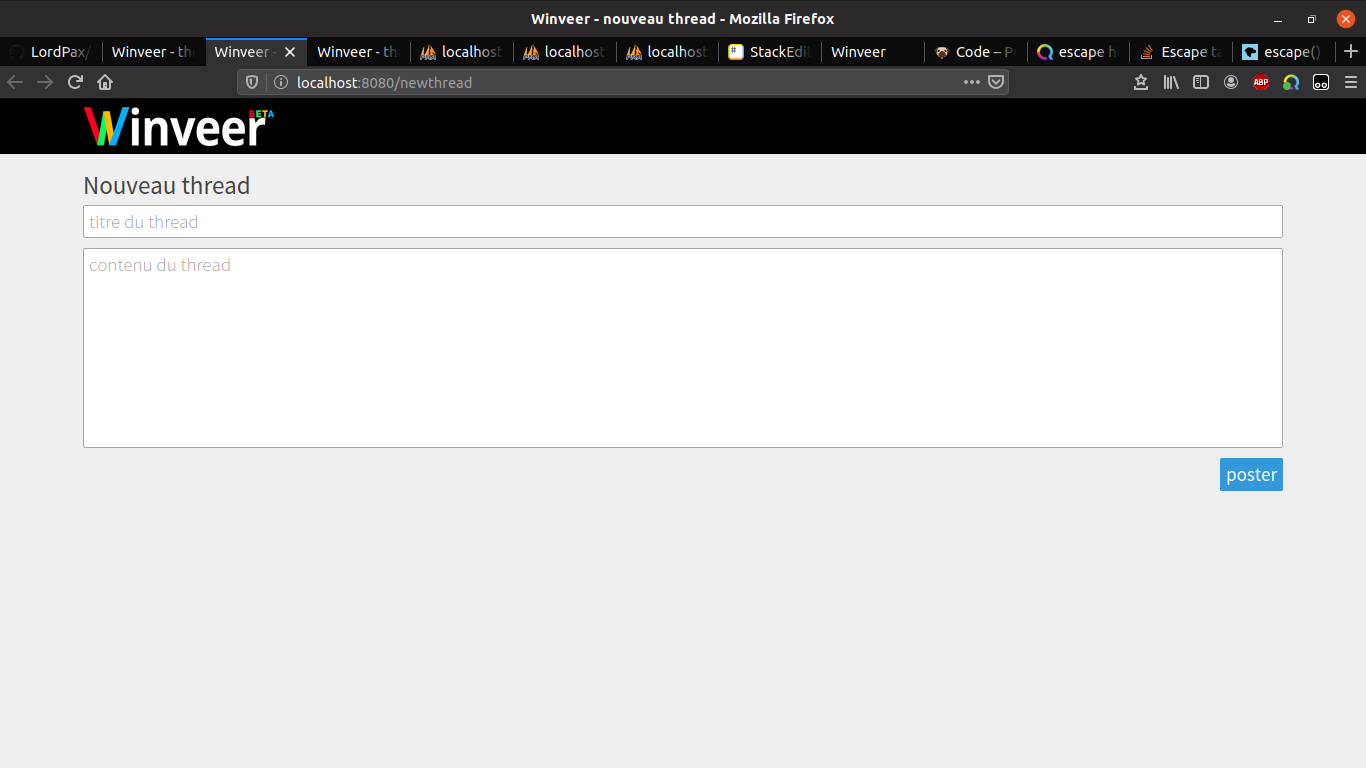 Winveer - nouveau thread - Mozilla Firefox
LordPax/
Winveer - th
Winveer -
Winveer - th
localhost
localhost
localhost
StackEdi
Winveer
Code – P
escape h
Escape ta
escape()
localhost:8080/newthread
ABP
Winveer BETA
Nouveau thread
titre du thread
contenu du thread
poster